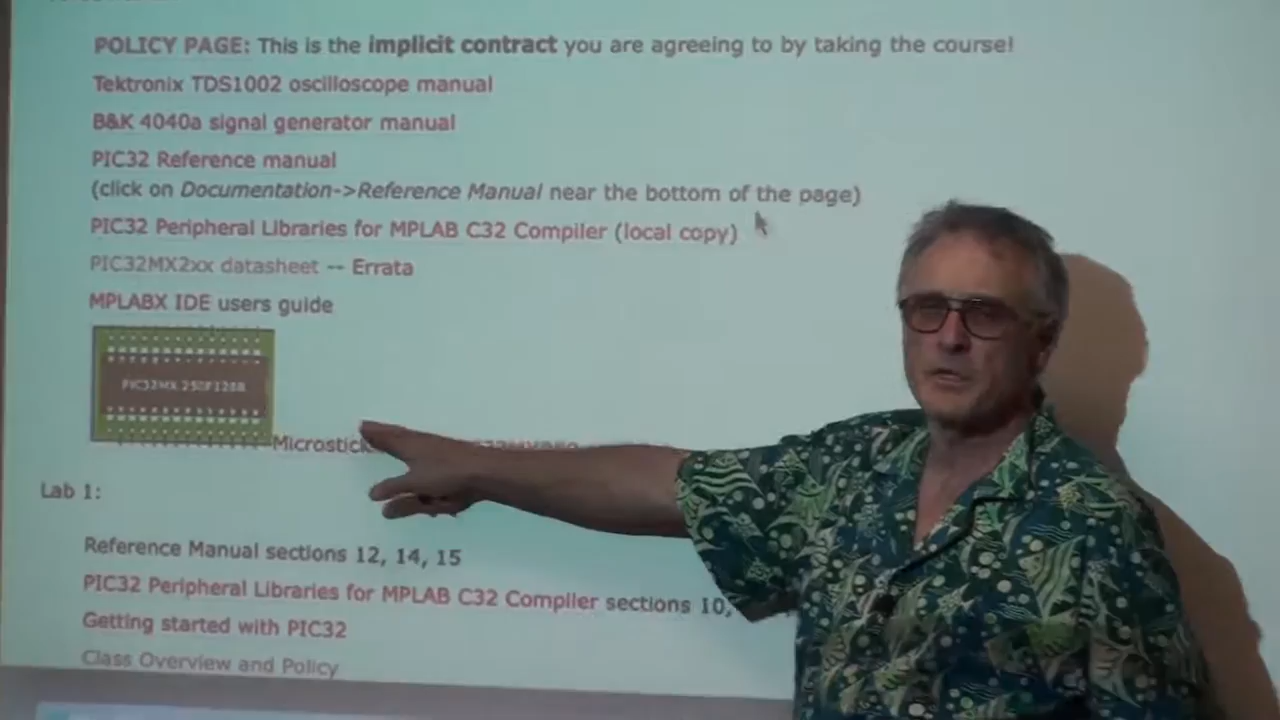 POLICY PAGE: This is the implicit contract you are agreeing to by taking the course!
Tektronix TDS1002 oscilloscope manual
B&K 4040a signal generator manual
PIC32 Reference manual
(click on Documentation->Reference Manual near the bottom of the page)
PIC32 Peripheral Libraries for MPLAB C32 Compiler (local copy)
PIC32MX2xx datasheet -- Errata
MPLABX IDE users guide
PIC32MX 250F128B
Microstick
Lab 1:
Reference Manual sections 12, 14, 15
PIC32 Peripheral Libraries for MPLAB C32 Compiler sections 10,
Getting started with PIC32
Class Overview and Policy